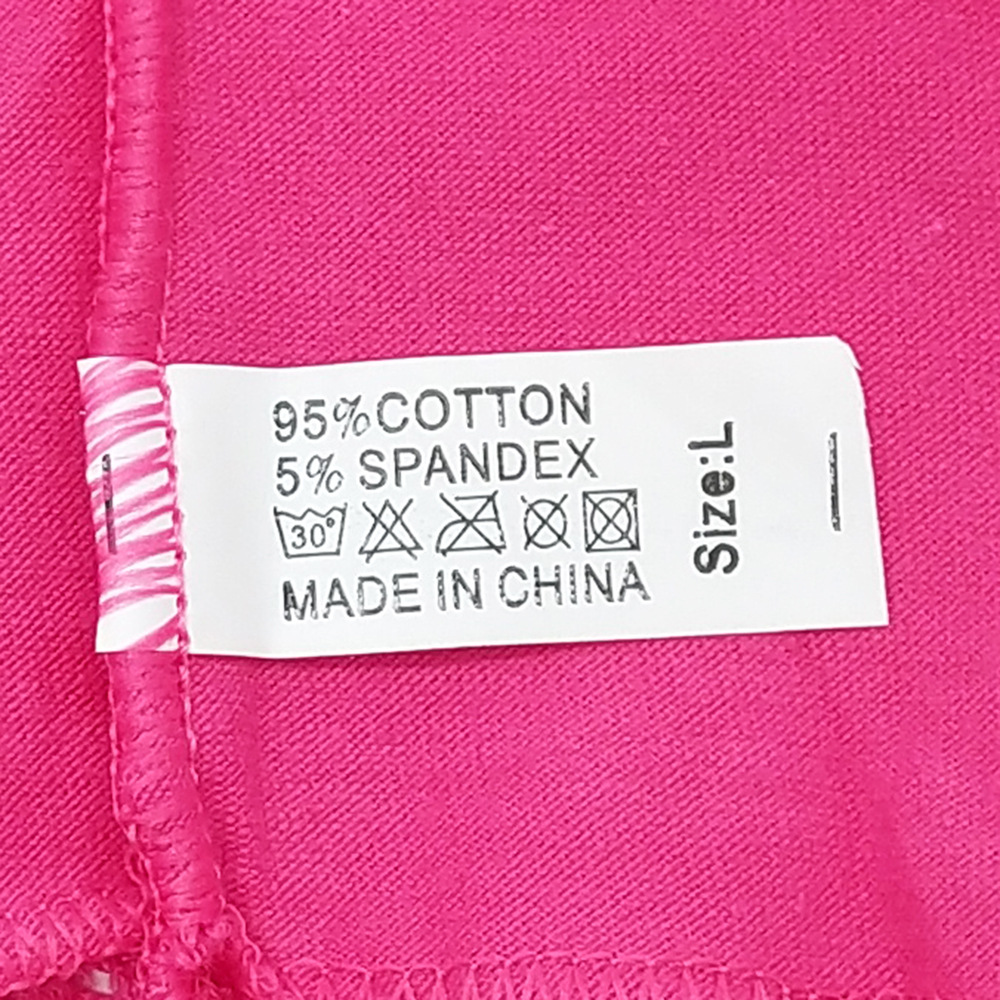 95%COTTON
5% SPANDEX
30°
MADE IN CHINA
Size:L